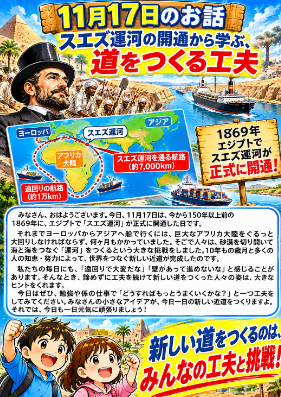 11月17日のお話
スエズ運河の開通から学ぶ、
道をつくる工夫
ヨーロッパ
スエズ運河
アジア
アフリカ
大陸
スエズ運河を通る航路
(約7,000km)
遠回りの航路
(約1万km)
1869年
エジプトで
スエズ運河が
正式に開通!
みなさん、おはようございます。今日、11月17日は、今から150年以上前の
1869年に、エジプトで「スエズ運河」が正式に開通した日です。
それまでヨーロッパからアジアへ船で行くには、巨大なアフリカ大陸をぐるっと
大回りしなければならず、何ヶ月もかかっていました。そこで人々は、砂漠を切り開いて
海と海をつなぐ「運河」をつくるという大きな挑戦をしました。10年もの歳月と多くの
人の知恵・努力によって、世界をつなぐ新しい近道が完成したのです。
私たちの毎日にも、「遠回りで大変だな」「壁があって進めないな」と感じることが
あります。そんなとき、諦めずに工夫を続けて新しい道をつくった人々の姿は、大きな
ヒントをくれます。
今日はぜひ、勉強や係の仕事で「どうすればもっとうまくいくかな?」と一つ工夫を
してみてください。みなさんの小さなアイデアが、今日一日の新しい近道をつくりますよ。
それでは、今日も一日元気に頑張りましょう!
新しい道をつくるのは、
みんなの工夫と挑戦!